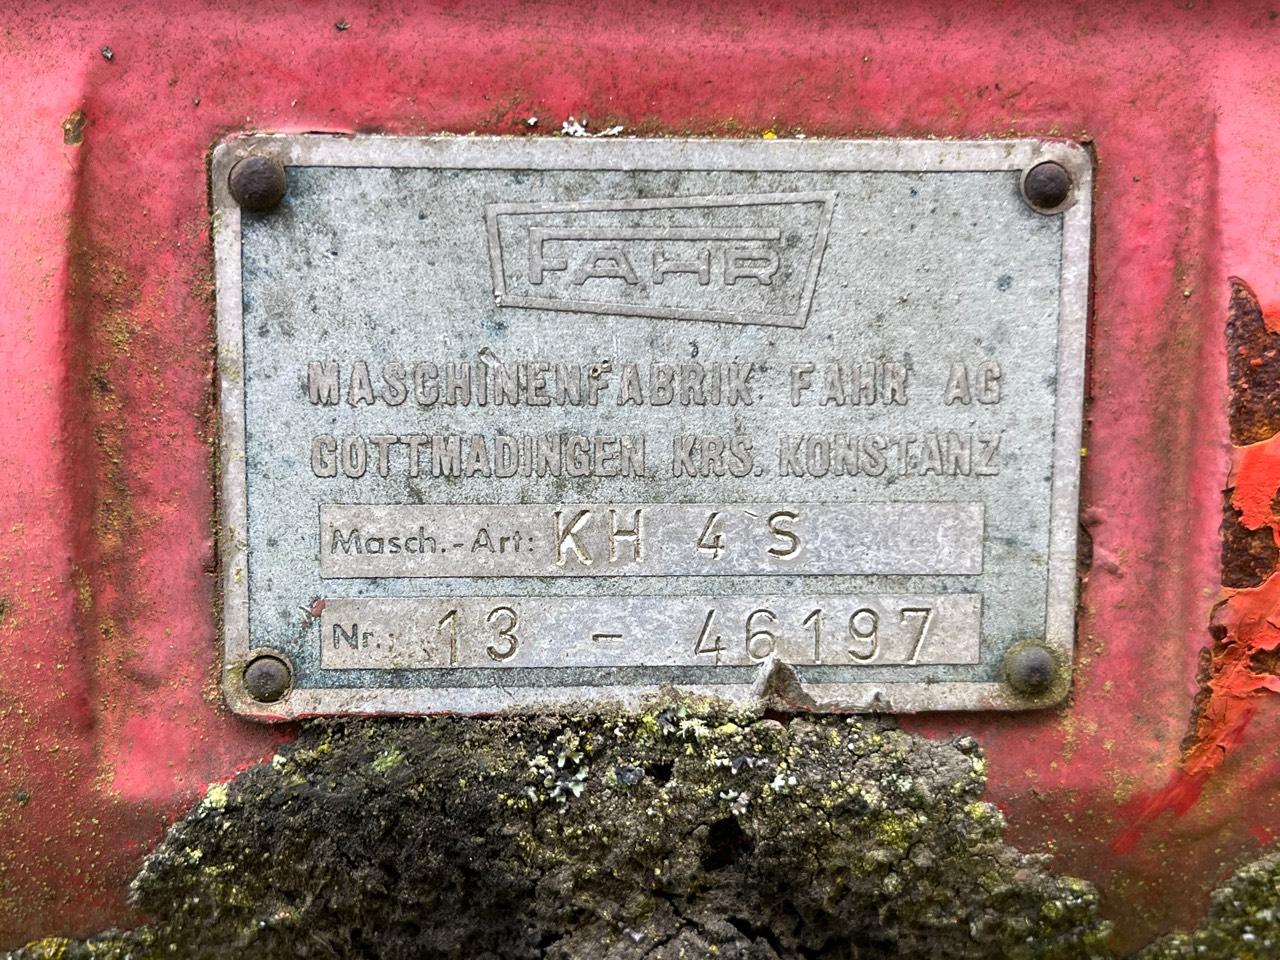 FAHR
MASCHINENFABRIK FAHR AG
GOTTMADINGEN, KRS. KONSTANZ
Masch.-Art: KH 4 S
Nr.: 13 - 46197